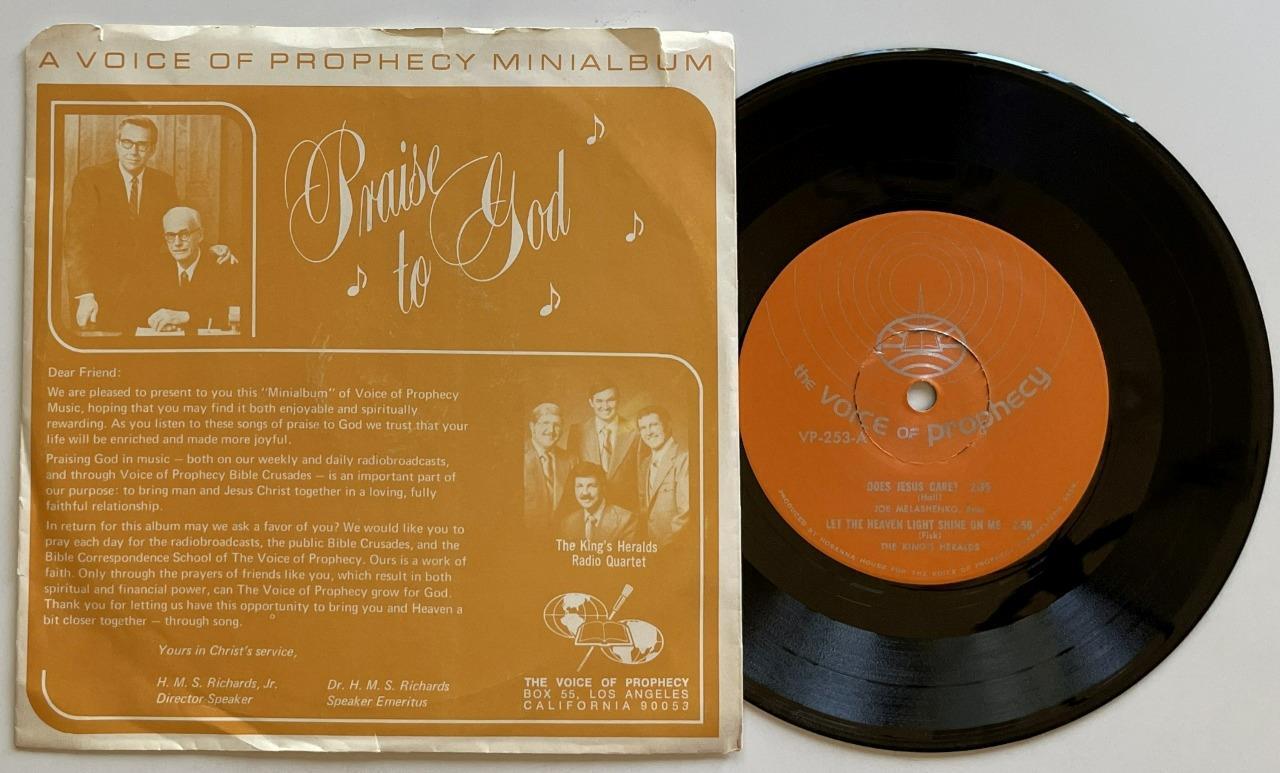 A VOICE OF PROPHECY MINIALBUM
Praise
to God
Dear Friend:
We are pleased to present to you this "Minialbum" of Voice of Prophecy
Music, hoping that you may find it both enjoyable and spiritually
rewarding. As you listen to these songs of praise to God we trust that your
life will be enriched and made more joyful.
Praising God in music — both on our weekly and daily radiobroadcasts,
and through Voice of Prophecy Bible Crusades — is an important part of
our purpose: to bring man and Jesus Christ together in a loving, fully
faithful relationship.
In return for this album may we ask a favor of you? We would like you to
pray each day for the radiobroadcasts, the public Bible Crusades, and the
Bible Correspondence School of The Voice of Prophecy. Ours is a work of
faith. Only through the prayers of friends like you, which result in both
spiritual and financial power, can The Voice of Prophecy grow for God.
Thank you for letting us have this opportunity to bring you and Heaven a
bit closer together — through song.
Yours in Christ's service,
H. M. S. Richards, Jr.
Director-Speaker
Dr. H. M. S. Richards
Speaker Emeritus
The King's Heralds
Radio Quartet
THE VOICE OF PROPHECY
BOX 55, LOS ANGELES
CALIFORNIA 90053
the VOICE OF prophecy
VP-253-A
DOES JESUS CARE? 2:35
(Hall)
JOE MELASHENKO,
LET THE HEAVEN LIGHT SHINE ON ME 2:50
(Fisk)
THE KING'S HERALDS
PRODUCED BY HOSANNA HOUSE FOR THE VOICE OF PROPHECY